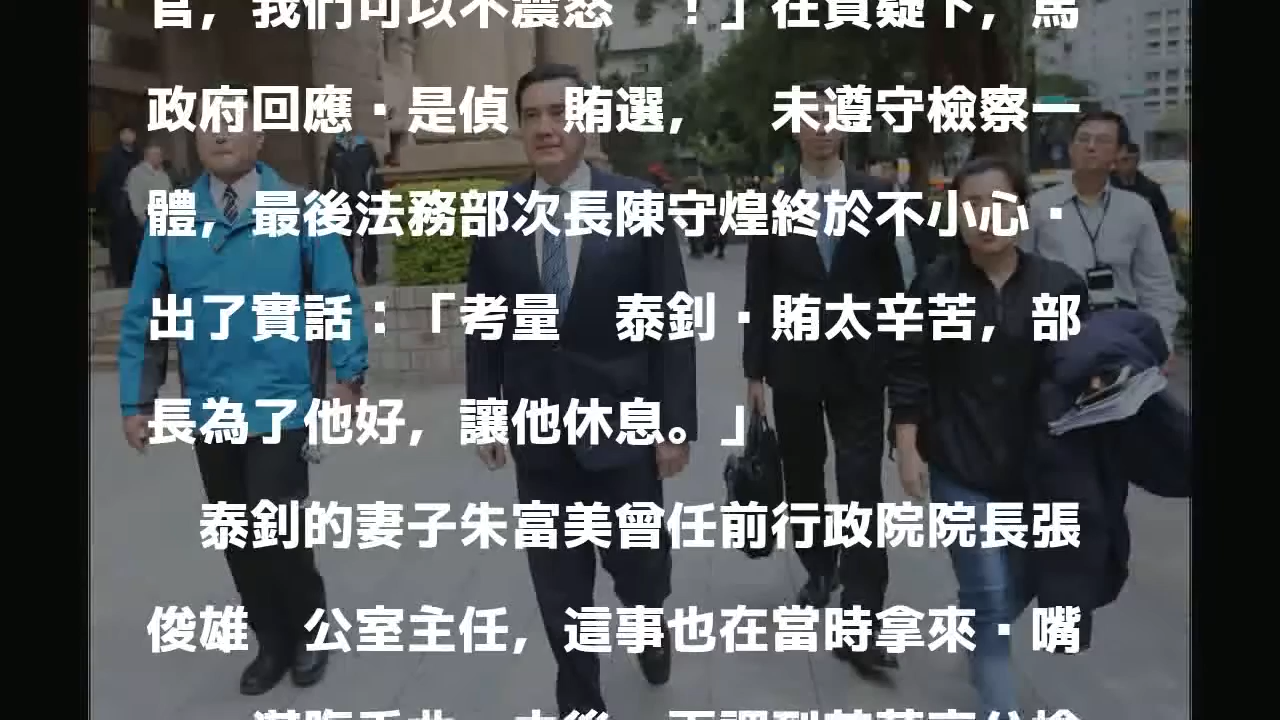 官，我們可以不震怒　！」在質疑下，馬
政府回應·是偵　賄選，　未遵守檢察一
體，最後法務部次長陳守煌終於不小心·
出了實話：「考量　泰釗·賄太辛苦，部
長為了他好，讓他休息。」
泰釗的妻子朱富美曾任前行政院院長張
俊雄　公室主任，這事也在當時拿來·嘴